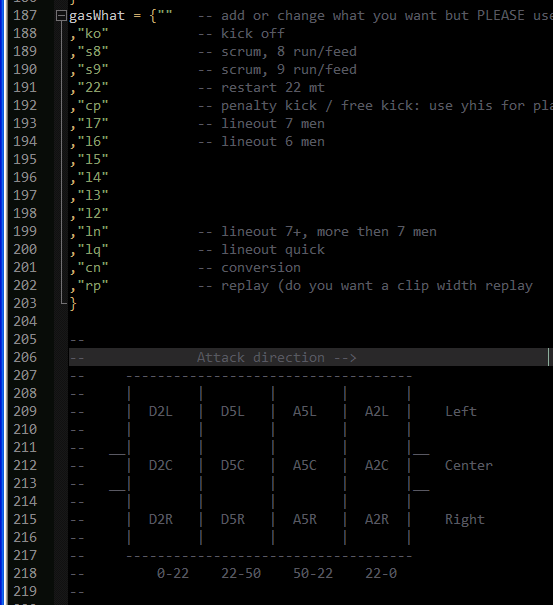 187 gasWhat = {""   -- add or change what you want but PLEASE use
188 ,"ko"           -- kick off
189 ,"s8"           -- scrum, 8 run/feed
190 ,"s9"           -- scrum, 9 run/feed
191 ,"22"           -- restart 22 mt
192 ,"cp"           -- penalty kick / free kick: use yhis for pla
193 ,"l7"           -- lineout 7 men
194 ,"l6"           -- lineout 6 men
195 ,"l5"
196 ,"l4"
197 ,"l3"
198 ,"l2"
199 ,"ln"           -- lineout 7+, more then 7 men
200 ,"lq"           -- lineout quick
201 ,"cn"           -- conversion
202 ,"rp"           -- replay (do you want a clip width replay
203 }
204
205 --
206 --              Attack direction -->
207 --     ------------------------------------
208 --     |        |        |        |       |
209 --     |  D2L   |  D5L   |  A5L   |  A2L  |    Left
210 --     |        |        |        |       |
211 --   __|        |        |        |       |__
212 --     |  D2C   |  D5C   |  A5C   |  A2C  |    Center
213 --   __|        |        |        |       |__
214 --     |        |        |        |       |
215 --     |  D2R   |  D5R   |  A5R   |  A2R  |    Right
216 --     |        |        |        |       |
217 --     ------------------------------------
218 --         0-22    22-50    50-22    22-0
219 --